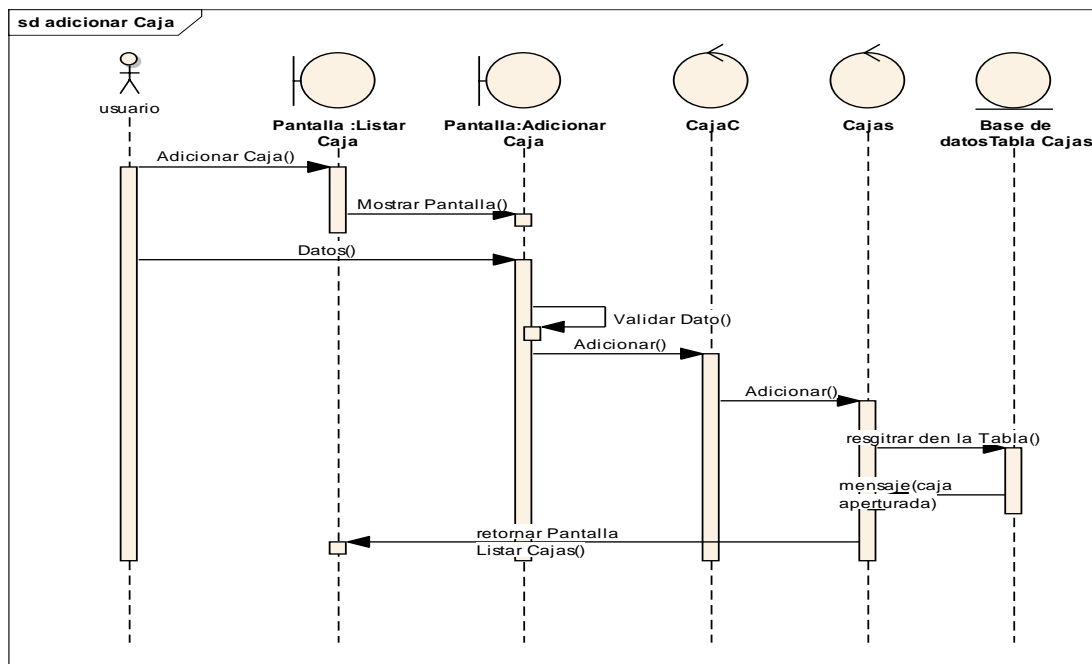 sd adicionar Caja
usuario
Pantalla :Listar
Caja
Pantalla:Adicionar
Caja
CajaC
Cajas
Base de
datosTabla Cajas
Adicionar Caja()
Mostrar Pantalla()
Datos()
Validar Dato()
Adicionar()
Adicionar()
resgitrar den la Tabla()
mensaje(caja
aperturada)
retornar Pantalla
Listar Cajas()